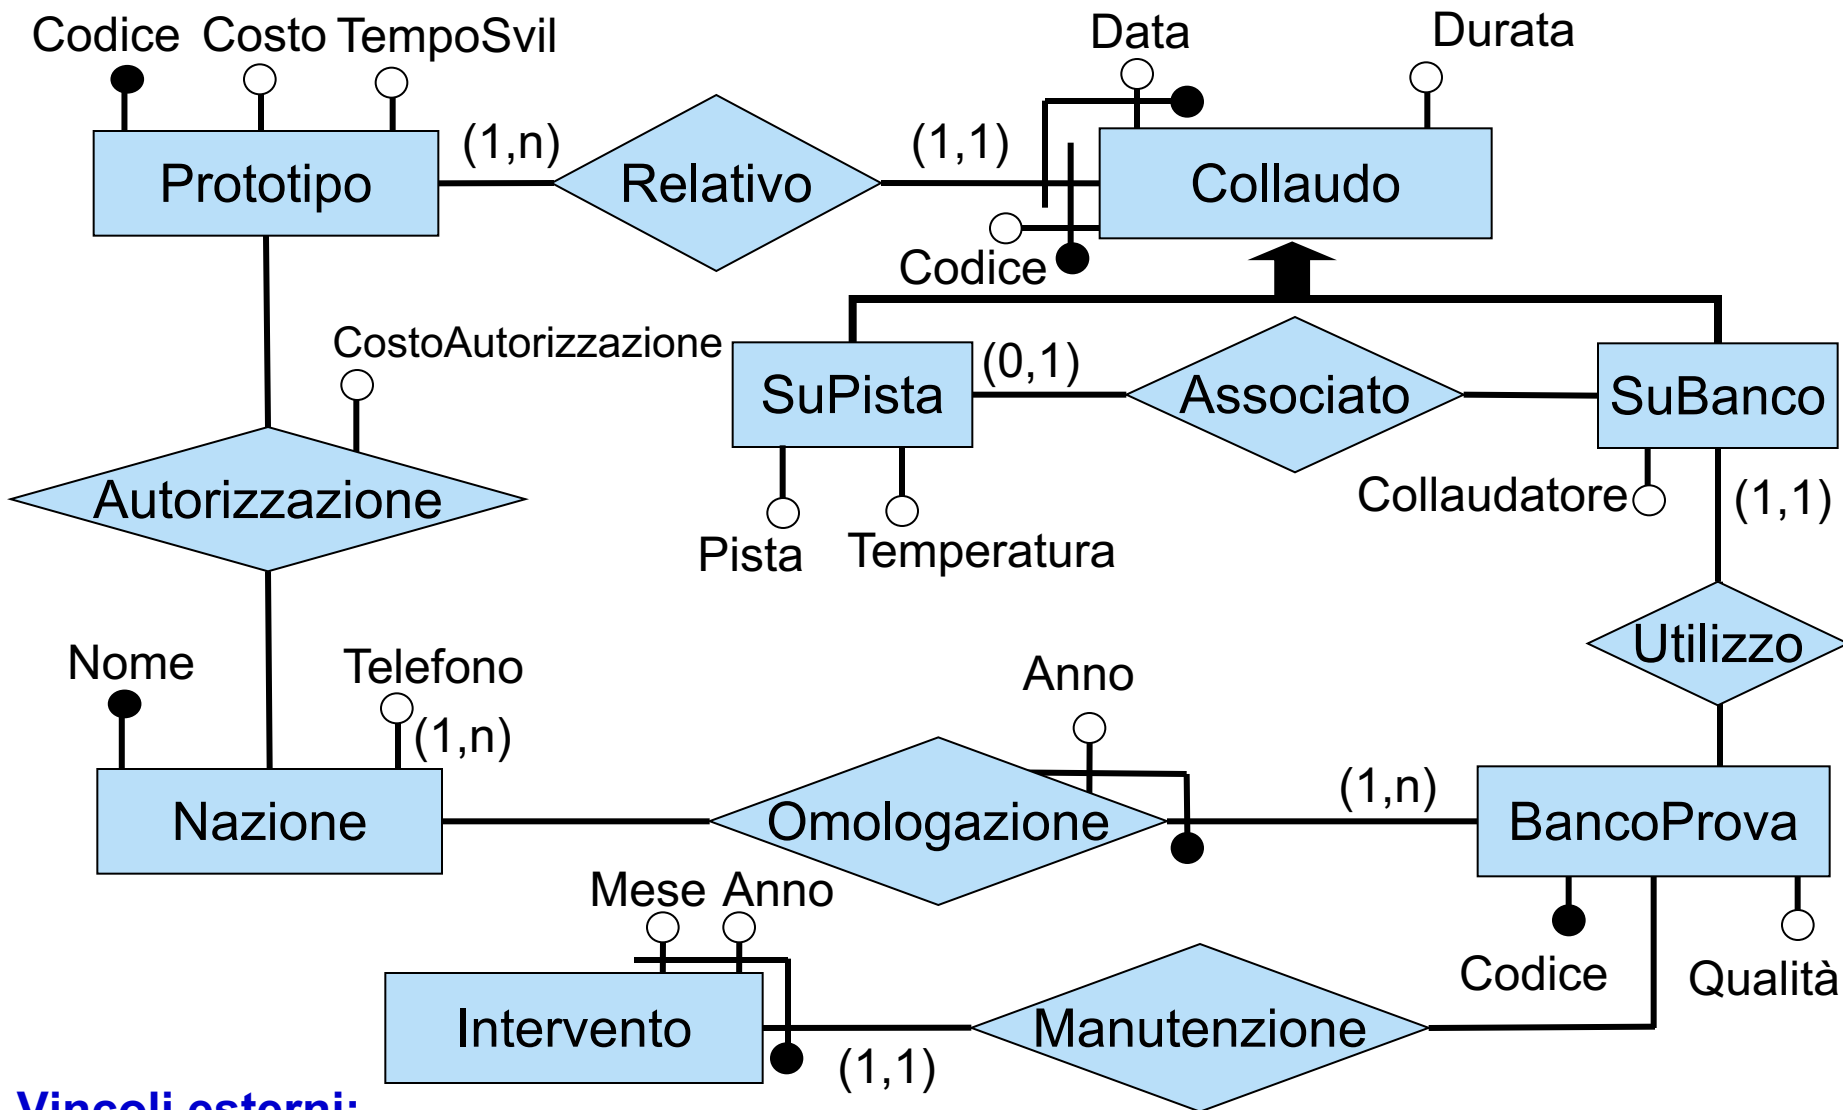 Codice Costo TempoSvil
Data
Durata
Prototipo
(1,n)
Relativo
(1,1)
Collaudo
Codice
CostoAutorizzazione
SuPista
(0,1)
Associato
SuBanco
Autorizzazione
Pista
Temperatura
Collaudatore
(1,1)
Utilizzo
Nome
Telefono
(1,n)
Anno
Nazione
Omologazione
(1,n)
BancoProva
Mese Anno
Codice
Qualità
Intervento
(1,1)
Manutenzione
Vincoli esterni: